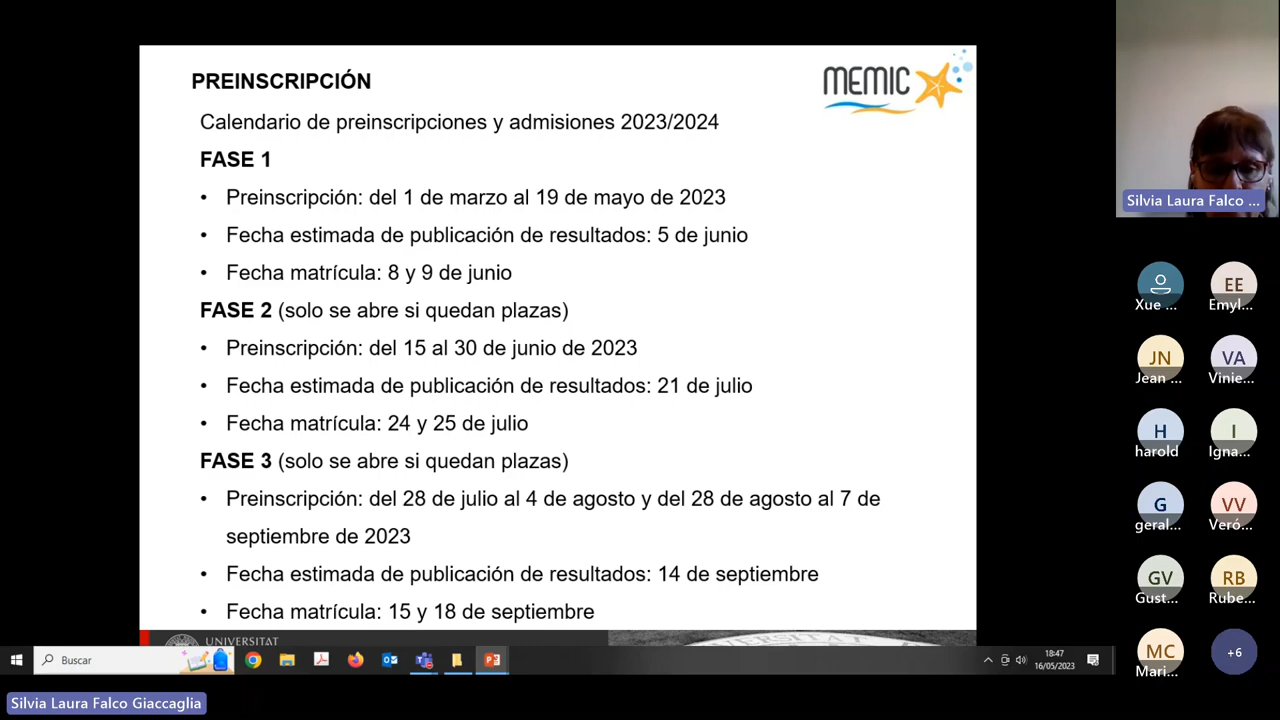 PREINSCRIPCIÓN
MEMIC
Calendario de preinscripciones y admisiones 2023/2024
FASE 1
• Preinscripción: del 1 de marzo al 19 de mayo de 2023
• Fecha estimada de publicación de resultados: 5 de junio
• Fecha matrícula: 8 y 9 de junio
FASE 2 (solo se abre si quedan plazas)
• Preinscripción: del 15 al 30 de junio de 2023
• Fecha estimada de publicación de resultados: 21 de julio
• Fecha matrícula: 24 y 25 de julio
FASE 3 (solo se abre si quedan plazas)
• Preinscripción: del 28 de julio al 4 de agosto y del 28 de agosto al 7 de
septiembre de 2023
• Fecha estimada de publicación de resultados: 14 de septiembre
• Fecha matrícula: 15 y 18 de septiembre
UNIVERSITAT
Buscar
18:47
16/05/2023
Silvia Laura Falco Giaccaglia
Silvia Laura Falco ...
Xue ...
EE
Emyl...
JN
Jean ...
VA
Vinie...
H
harold
I
Igna...
G
geral...
VV
Veró...
GV
Gust...
RB
Rube...
MC
Mari...
+6